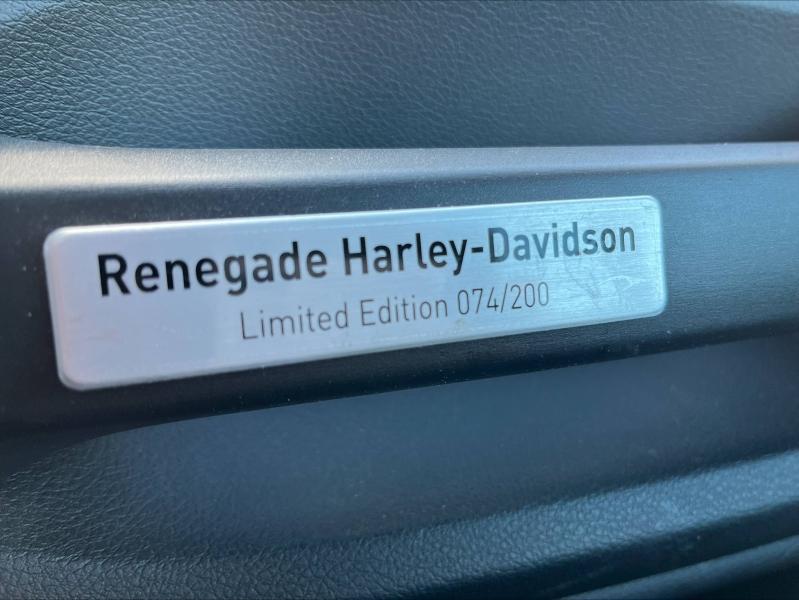 Renegade Harley-Davidson
Limited Edition 074/200